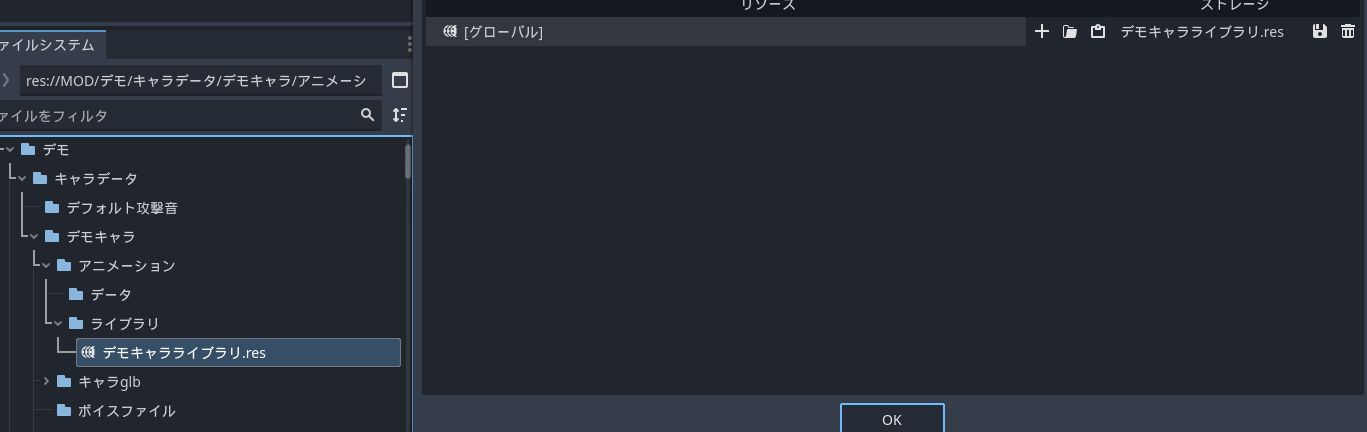 リソース
ストレージ
[グローバル]
デモキャラライブラリ.res
ァイルシステム
res://MOD/デモ/キャラデータ/デモキャラ/アニメーシ
ァイルをフィルタ
デモ
キャラデータ
デフォルト攻撃音
デモキャラ
アニメーション
データ
ライブラリ
デモキャラライブラリ.res
キャラglb
ボイスファイル
OK